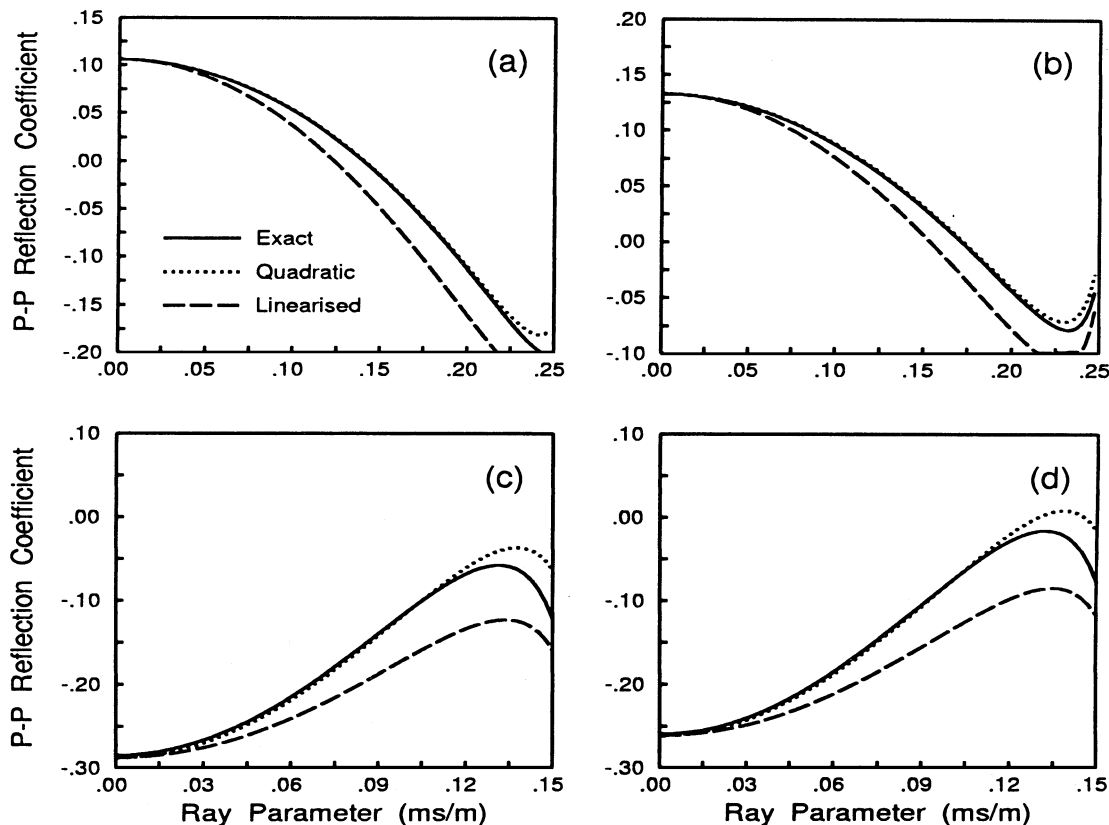 P-P Reflection Coefficient
.15
.10
.05
.00
-.05
-.10
-.15
-.20
(a)
Exact
Quadratic
Linearised
.00 .05 .10 .15 .20 .25
.20
.15
.10
.05
.00
-.05
-.10
(b)
.00 .05 .10 .15 .20 .25
P-P Reflection Coefficient
.10
.00
-.10
-.20
-.30
(c)
.00 .03 .06 .09 .12 .15
Ray Parameter (ms/m)
.10
.00
-.10
-.20
-.30
(d)
.00 .03 .06 .09 .12 .15
Ray Parameter (ms/m)